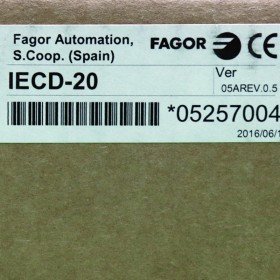 Fagor Automation, FAGOR CE
S.Coop. (Spain)
IECD-20 Ver
05AREV.0.5
*05257004
2016/06/1